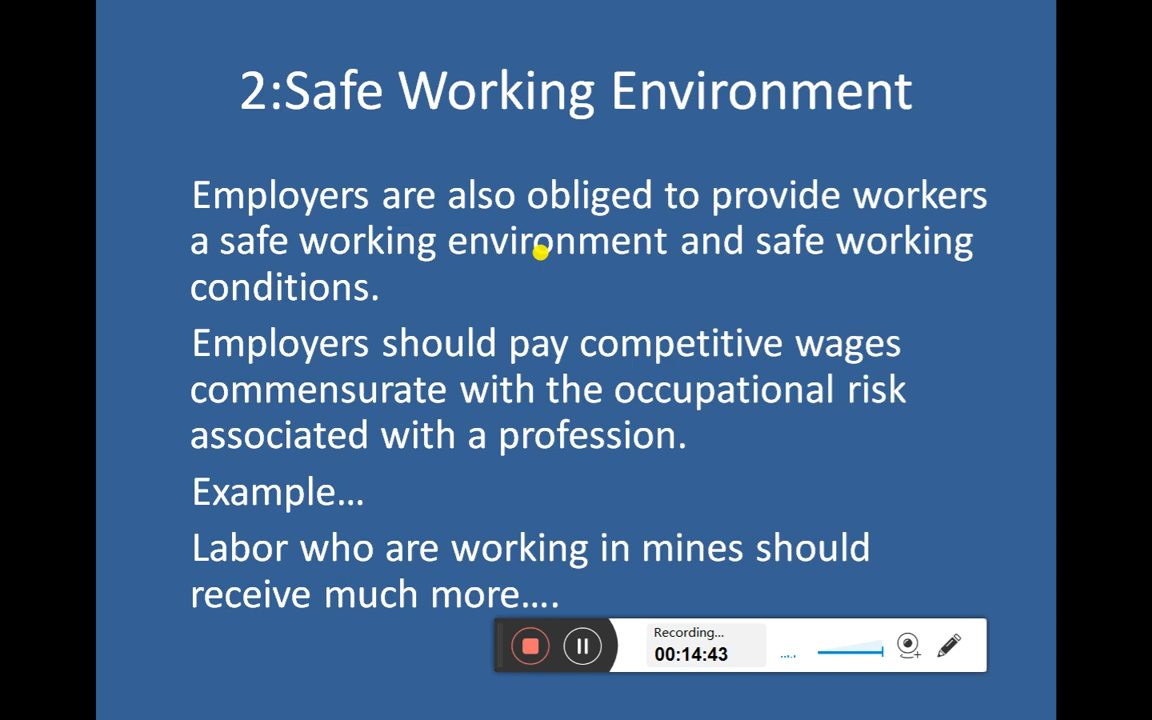 2:Safe Working Environment
Employers are also obliged to provide workers
a safe working environment and safe working
conditions.
Employers should pay competitive wages
commensurate with the occupational risk
associated with a profession.
Example...
Labor who are working in mines should
receive much more....
Recording...
00:14:43